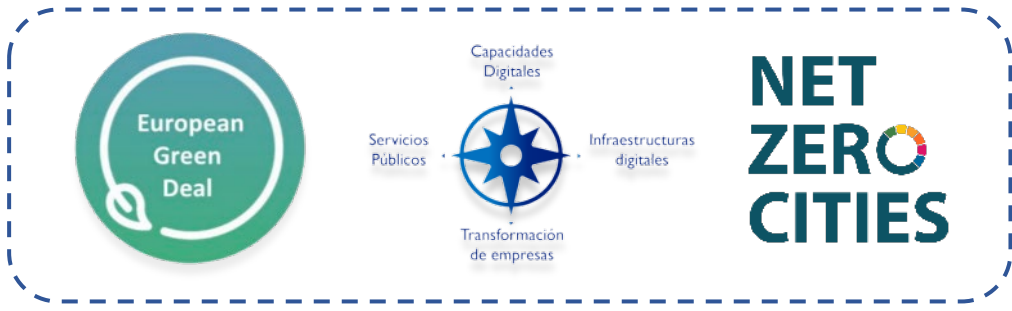 European
Green
Deal
Capacidades
Digitales
Servicios
Públicos
Infraestructuras
digitales
Transformación
de empresas
NET
ZERO
CITIES